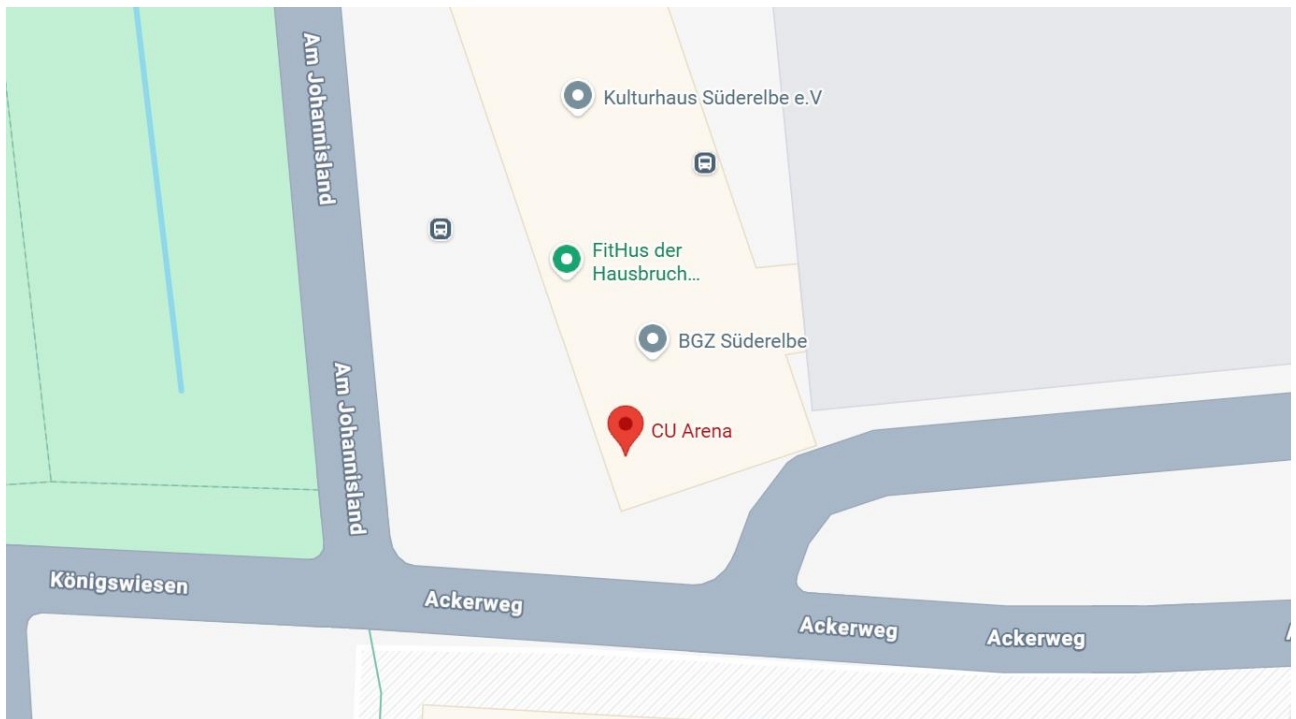 Am Johannisland
Kulturhaus Süderelbe e.V
FitHus der
Hausbruch...
BGZ Süderelbe
Am Johannisland
CU Arena
Königswiesen
Ackerweg
Ackerweg
Ackerweg